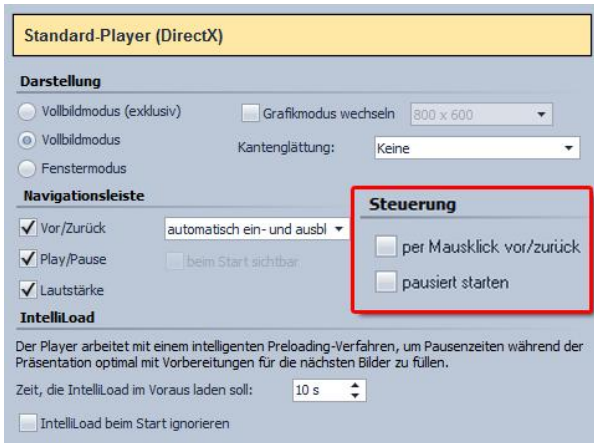 Standard-Player (DirectX)
Darstellung
Vollbildmodus (exklusiv)
Grafikmodus wechseln
800 x 600
Vollbildmodus
Kantenglättung:
Keine
Fenstermodus
Navigationsleiste
Vor/Zurück
automatisch ein- und ausbl
Play/Pause
beim Start sichtbar
Lautstärke
Steuerung
per Mausklick vor/zurück
pausiert starten
IntelliLoad
Der Player arbeitet mit einem intelligenten Preloading-Verfahren, um Pausenzeiten während der
Präsentation optimal mit Vorbereitungen für die nächsten Bilder zu füllen.
Zeit, die IntelliLoad im Voraus laden soll:
10 s
IntelliLoad beim Start ignorieren